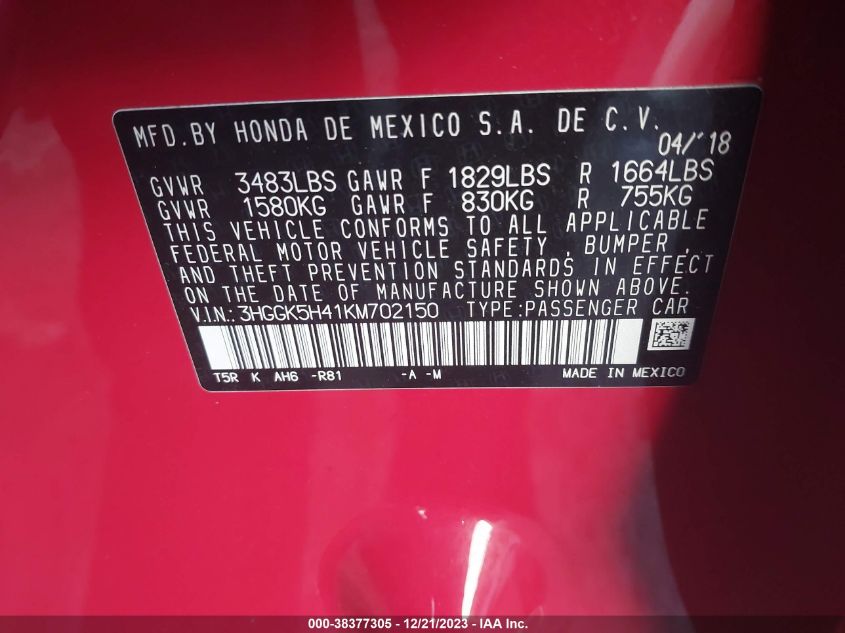 MFD.BY HONDA DE MEXICO S.A. DE C.V.
04/'18
GVWR 3483LBS GAWR F 1829LBS R 1664LBS
GVWR 1580KG GAWR F 830KG R 755KG
THIS VEHICLE CONFORMS TO ALL APPLICABLE
FEDERAL MOTOR VEHICLE SAFETY, BUMPER,
AND THEFT PREVENTION STANDARDS IN EFFECT
ON THE DATE OF MANUFACTURE SHOWN ABOVE.
V.I.N.:3HGGK5H41KM702150 TYPE:PASSENGER CAR
T5R K AH6 -R81 -A -M MADE IN MEXICO
000-38377305 - 12/21/2023 - IAA Inc.